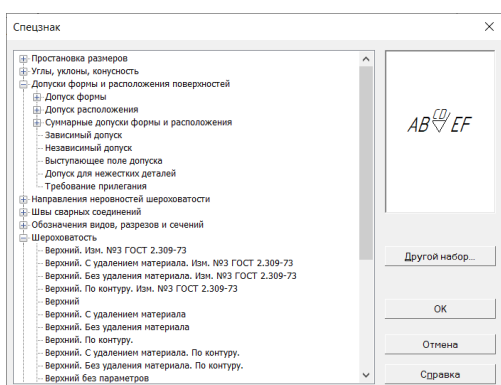 Спецзнак
Простановка размеров
Углы, уклоны, конусность
Допуски формы и расположения поверхностей
Допуск формы
Допуск расположения
Суммарные допуски формы и расположения
Зависимый допуск
Независимый допуск
Выступающее поле допуска
Допуск для нежестких деталей
Требование прилегания
Направления неровностей шероховатости
Швы сварных соединений
Обозначения видов, разрезов и сечений
Шероховатость
Верхний. Изм. №3 ГОСТ 2.309-73
Верхний. С удалением материала. Изм. №3 ГОСТ 2.309-73
Верхний. Без удаления материала. Изм. №3 ГОСТ 2.309-73
Верхний. По контуру. Изм. №3 ГОСТ 2.309-73
Верхний
Верхний. С удалением материала
Верхний. Без удаления материала
Верхний. По контуру.
Верхний. С удалением материала. По контуру.
Верхний. Без удаления материала. По контуру.
Верхний без параметров
AB CD EF
Другой набор...
OK
Отмена
Справка